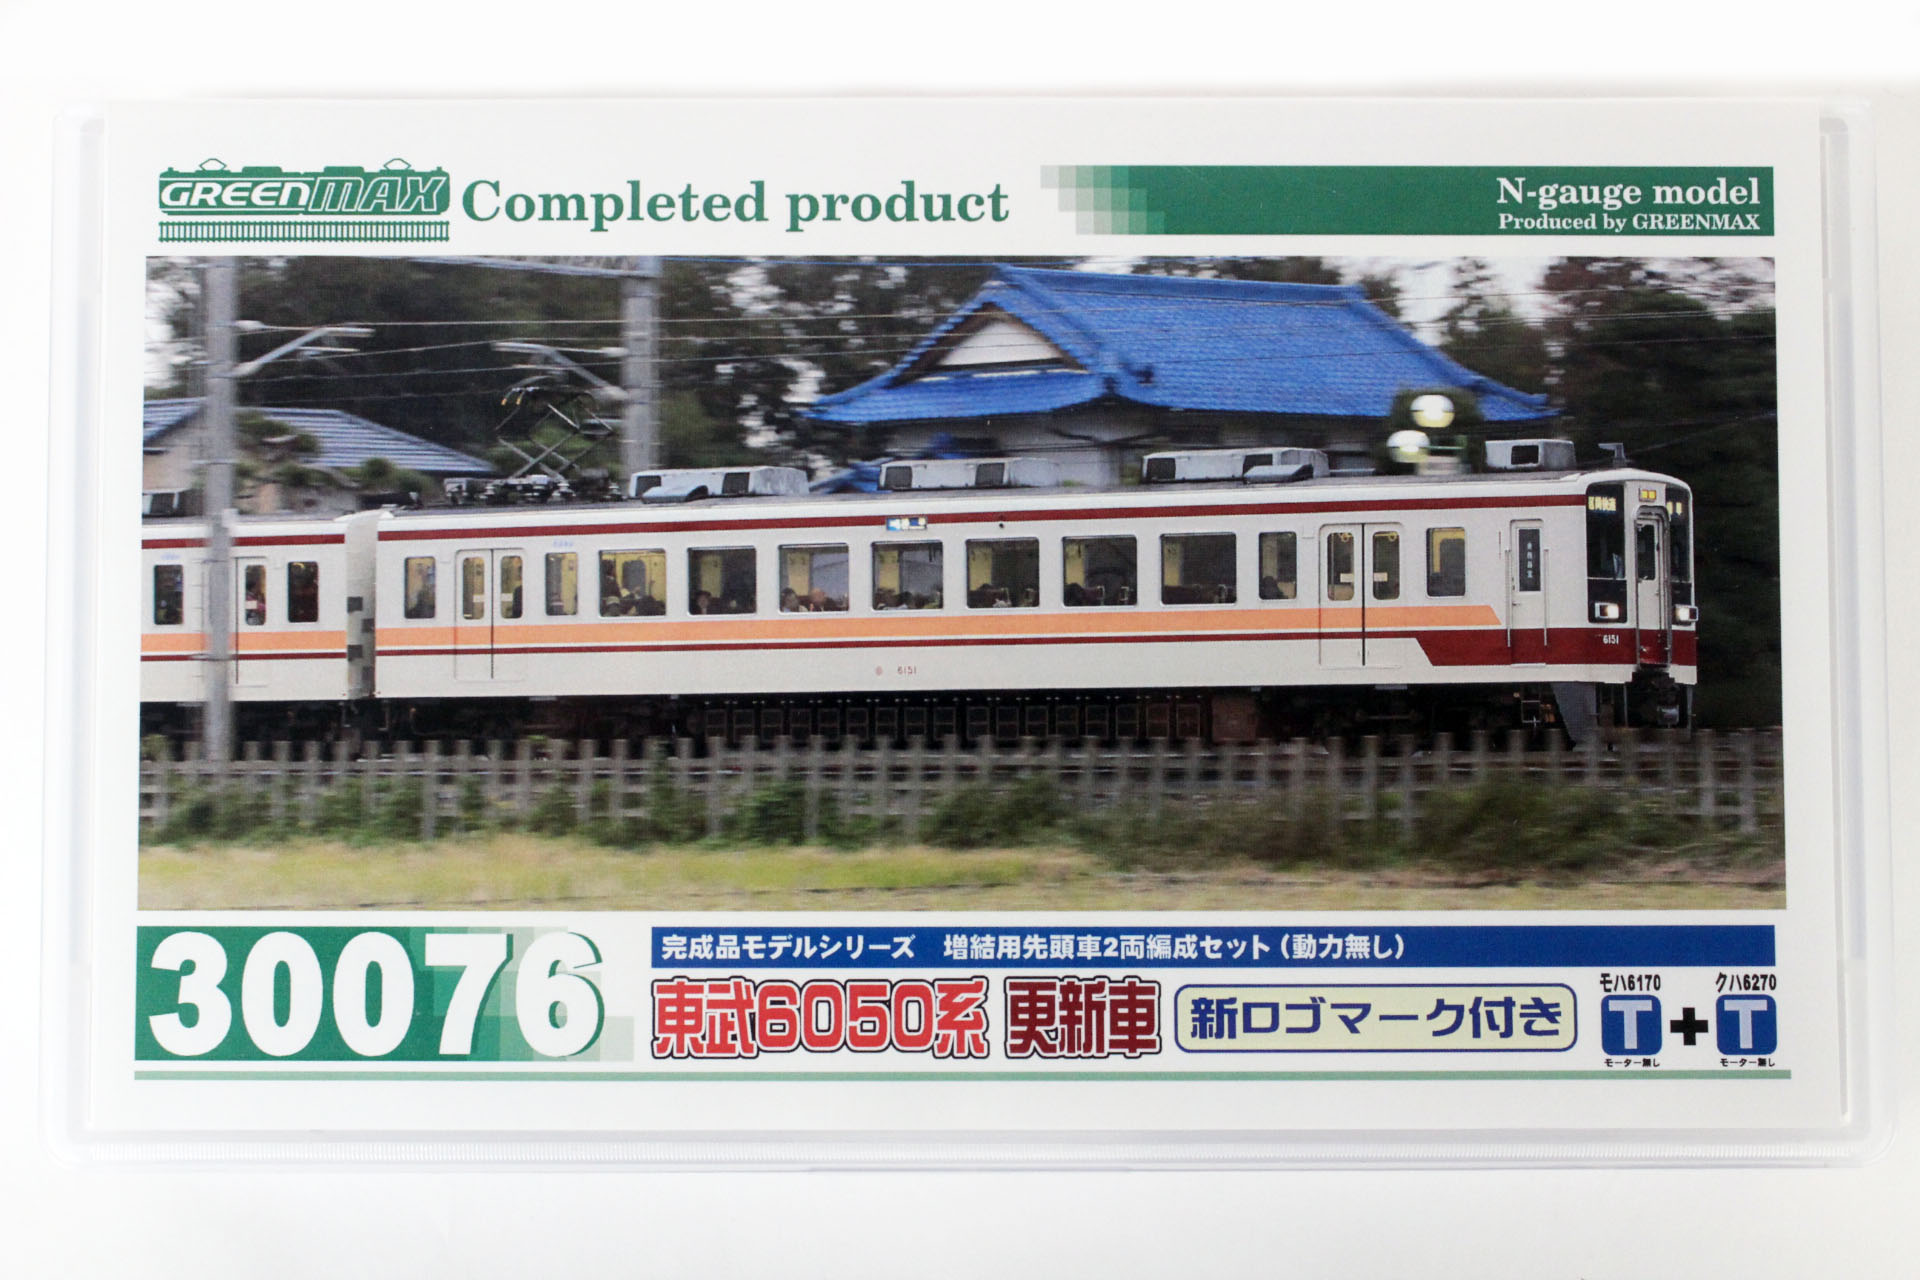 GREENMAX Completed product
N-gauge model
Produced by GREENMAX
6151
6151
30076
完成品モデルシリーズ 増結用先頭車2両編成セット(動力無し)
東武6050系 更新車 新ロゴマーク付き
モハ6170 クハ6270
T + T
モーター無し モーター無し